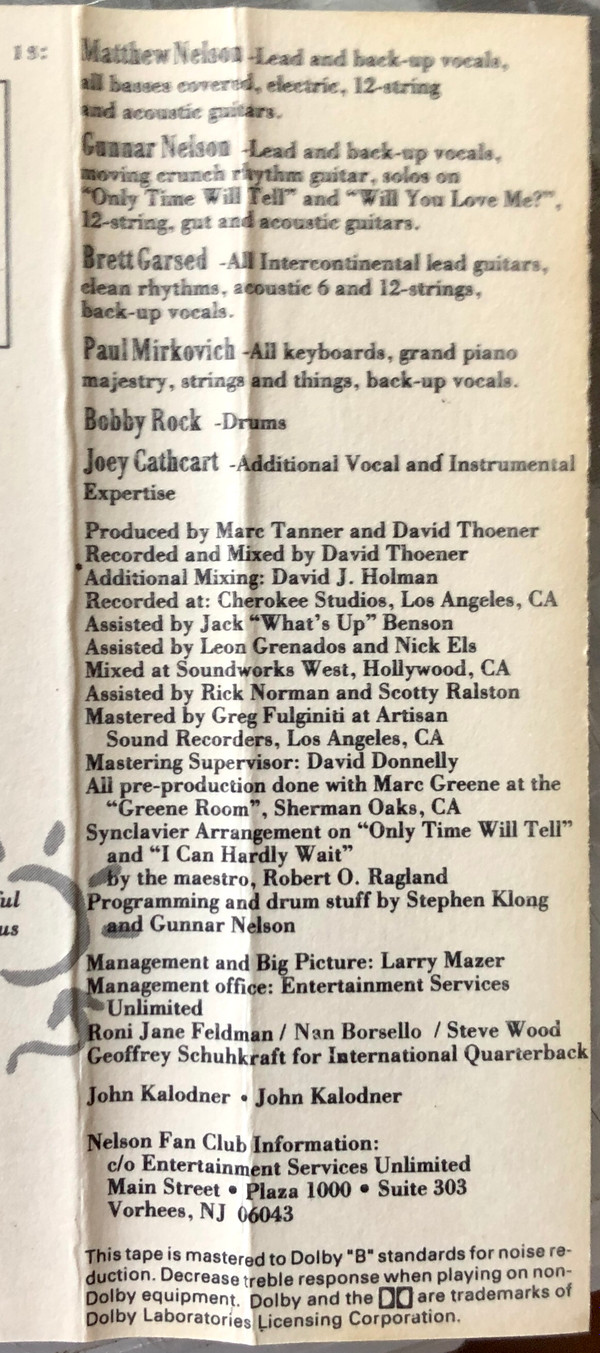 is:
Matthew Nelson -Lead and back-up vocals,
all basses covered, electric, 12-string
and acoustic guitars.
Gunnar Nelson -Lead and back-up vocals,
moving crunch rhythm guitar, solos on
"Only Time Will Tell" and "Will You Love Me?",
12-string, gut and acoustic guitars.
Brett Garsed -All Intercontinental lead guitars,
clean rhythms, acoustic 6 and 12-strings,
back-up vocals.
Paul Mirkovich -All keyboards, grand piano
majestry, strings and things, back-up vocals.
Bobby Rock -Drums
Joey Cathcart -Additional Vocal and Instrumental
Expertise
Produced by Marc Tanner and David Thoener
Recorded and Mixed by David Thoener
Additional Mixing: David J. Holman
Recorded at: Cherokee Studios, Los Angeles, CA
Assisted by Jack "What's Up" Benson
Assisted by Leon Grenados and Nick Els
Mixed at Soundworks West, Hollywood, CA
Assisted by Rick Norman and Scotty Ralston
Mastered by Greg Fulginiti at Artisan
Sound Recorders, Los Angeles, CA
Mastering Supervisor: David Donnelly
All pre-production done with Marc Greene at the
"Greene Room", Sherman Oaks, CA
Synclavier Arrangement on "Only Time Will Tell"
and "I Can Hardly Wait"
by the maestro, Robert O. Ragland
Programming and drum stuff by Stephen Klong
and Gunnar Nelson
ful
us
Management and Big Picture: Larry Mazer
Management office: Entertainment Services
Unlimited
Roni Jane Feldman / Nan Borsello / Steve Wood
Geoffrey Schuhkraft for International Quarterback
John Kalodner • John Kalodner
Nelson Fan Club Information:
c/o Entertainment Services Unlimited
Main Street • Plaza 1000 • Suite 303
Vorhees, NJ 06043
This tape is mastered to Dolby "B" standards for noise re-
duction. Decrease treble response when playing on non-
Dolby equipment. Dolby and the are trademarks of
Dolby Laboratories Licensing Corporation.